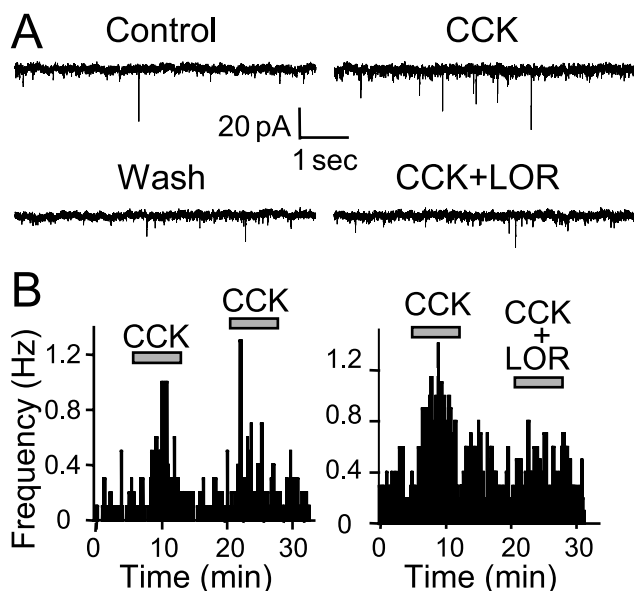 A
Control
CCK
20 pA
1 sec
Wash
CCK+LOR
B
Frequency (Hz)
1.2
0.8
0.4
0
CCK
CCK
0 10 20 30
Time (min)
1.2
0.8
0.4
0
CCK
CCK
+
LOR
0 10 20 30
Time (min)